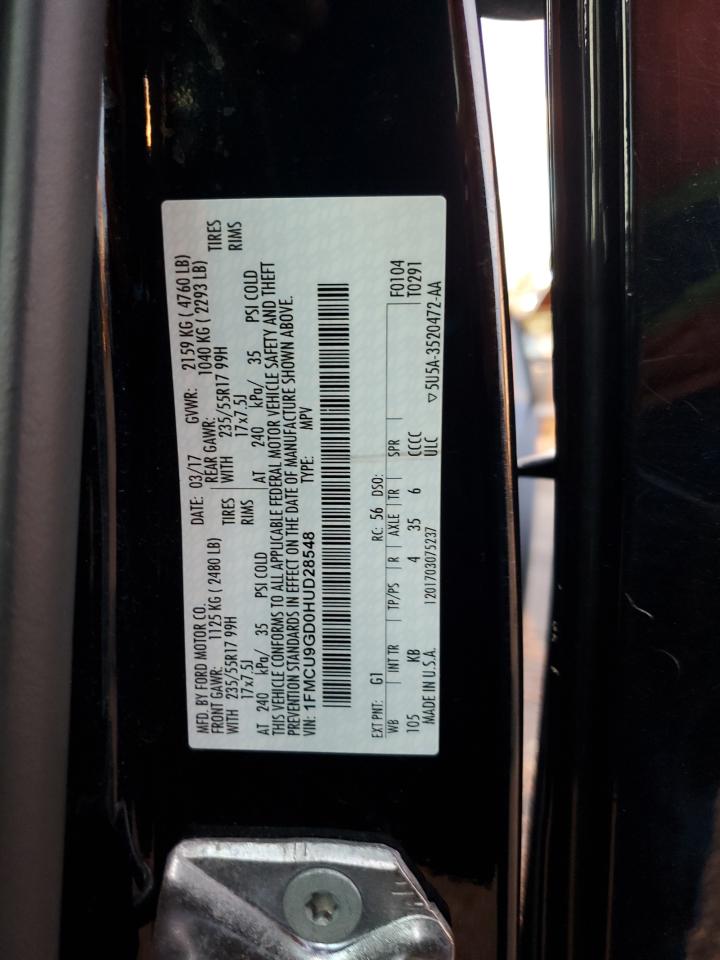 MFD. BY FORD MOTOR CO. DATE: 03/17 GVWR: 2159 KG ( 4760 LB)
FRONT GAWR: 1125 KG ( 2480 LB) REAR GAWR: 1040 KG ( 2293 LB)
WITH 235/55R17 99H TIRES WITH 235/55R17 99H TIRES
17x7.5J RIMS 17x7.5J RIMS
AT 240 kPa/ 35 PSI COLD AT 240 kPa/ 35 PSI COLD
THIS VEHICLE CONFORMS TO ALL APPLICABLE FEDERAL MOTOR VEHICLE SAFETY AND THEFT
PREVENTION STANDARDS IN EFFECT ON THE DATE OF MANUFACTURE SHOWN ABOVE.
VIN: 1FMCU9GD0HUD28548 TYPE: MPV
EXT PNT: G1 RC: 56 DSO: F0104
WB INT TR TP/PS R AXLE TR SPR T0291
105 KB 4 35 6 CCCC
MADE IN U.S.A. 1201703075237 ULC ▽5U5A-3520472-AA